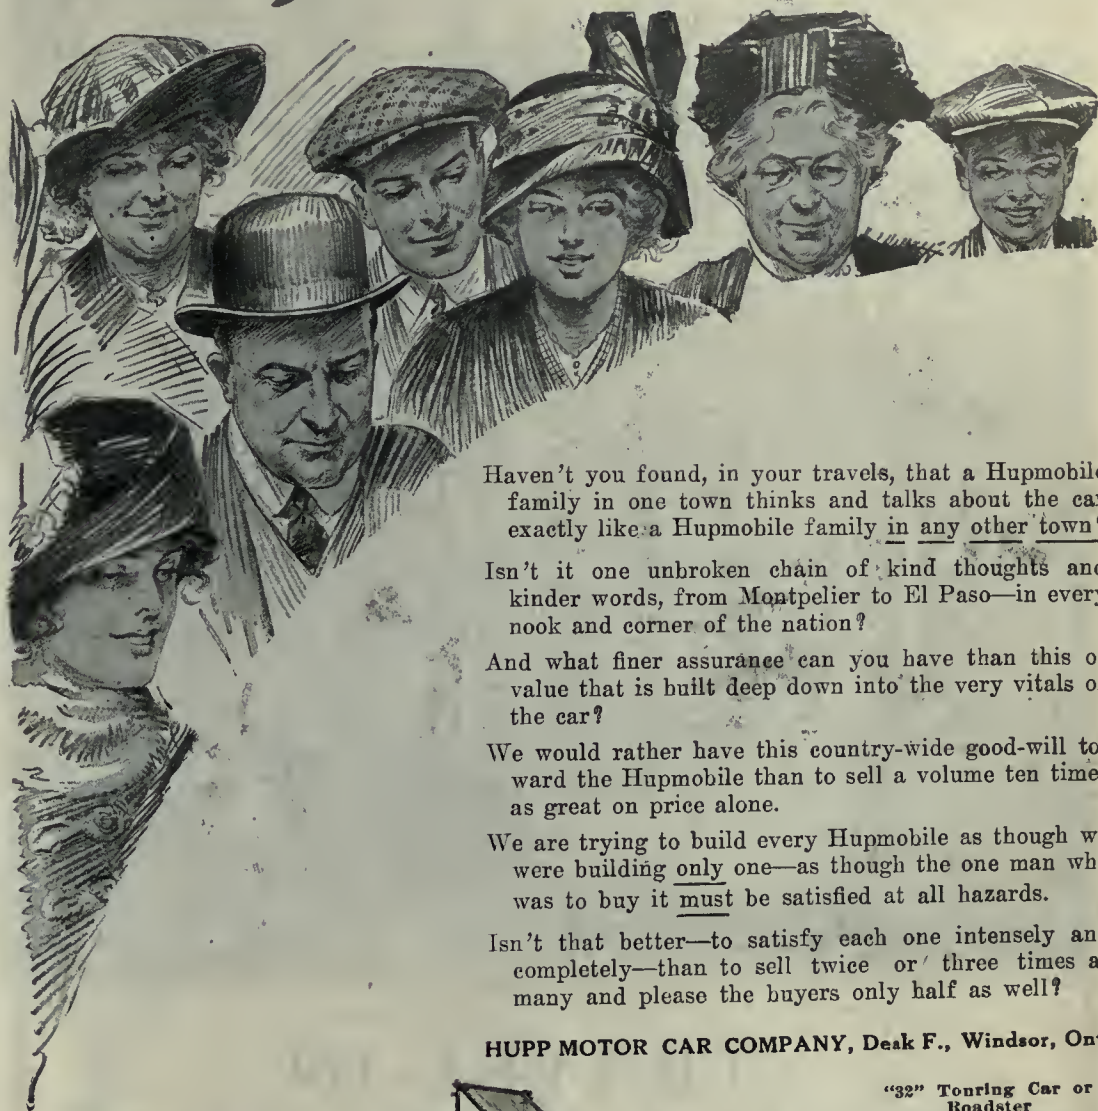 Haven't you found, in your travels, that a Hupmobile
family in one town thinks and talks about the car
exactly like a Hupmobile family in any other town?
Isn't it one unbroken chain of kind thoughts and
kinder words, from Montpelier to El Paso—in every
nook and corner of the nation?
And what finer assurance can you have than this o
value that is built deep down into the very vitals o
the car?
We would rather have this country-wide good-will to
ward the Hupmobile than to sell a volume ten time
as great on price alone.
We are trying to build every Hupmobile as though w
were building only one—as though the one man wh
was to buy it must be satisfied at all hazards.
Isn't that better—to satisfy each one intensely an
completely—than to sell twice or three times a
many and please the buyers only half as well?
HUPP MOTOR CAR COMPANY, Desk F., Windsor, Ont
"32" Touring Car or
Roadster